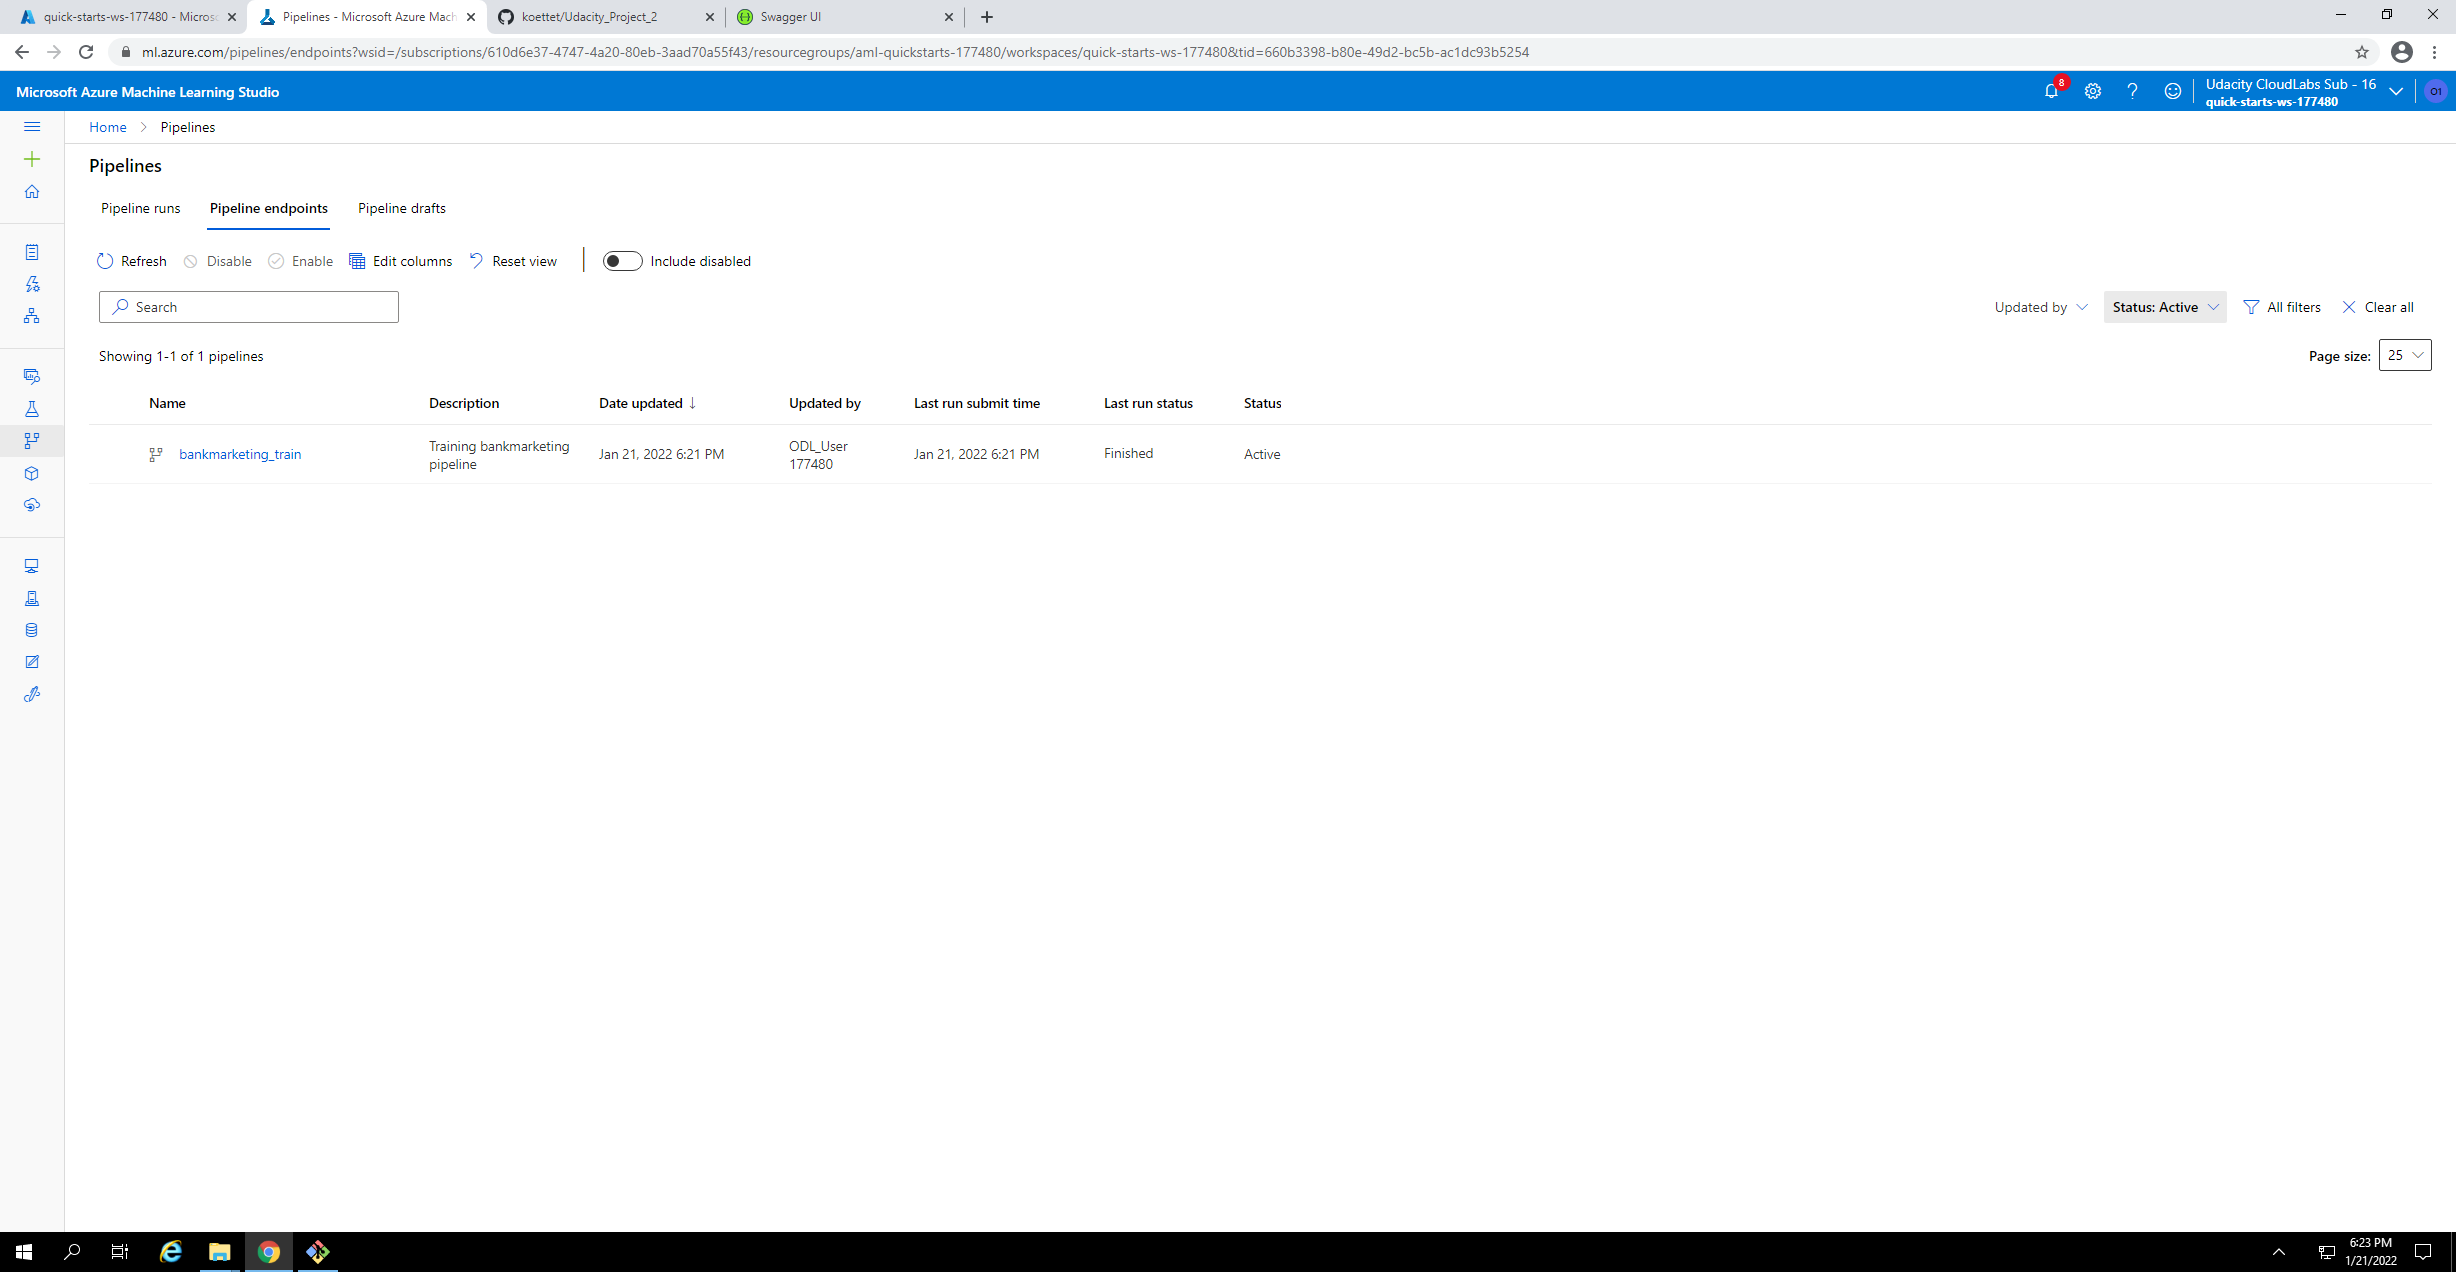 quick-starts-ws-177480 - Micros
Pipelines - Microsoft Azure Mach
koettet/Udacity_Project_2
Swagger UI
ml.azure.com/pipelines/endpoints?wsid=/subscriptions/610d6e37-4747-4a20-80eb-3aad70a55f43/resourcegroups/aml-quickstarts-177480/workspaces/quick-starts-ws-177480&tid=660b3398-b80e-49d2-bc5b-ac1dc93b5254
Microsoft Azure Machine Learning Studio
8
Udacity CloudLabs Sub - 16
quick-starts-ws-177480
O1
Home > Pipelines
Pipelines
Pipeline runs Pipeline endpoints Pipeline drafts
Refresh Disable Enable Edit columns Reset view Include disabled
Search
Updated by Status: Active All filters Clear all
Showing 1-1 of 1 pipelines
Page size: 25
Name Description Date updated ↓ Updated by Last run submit time Last run status Status
bankmarketing_train Training bankmarketing pipeline Jan 21, 2022 6:21 PM ODL_User 177480 Jan 21, 2022 6:21 PM Finished Active
6:23 PM
1/21/2022